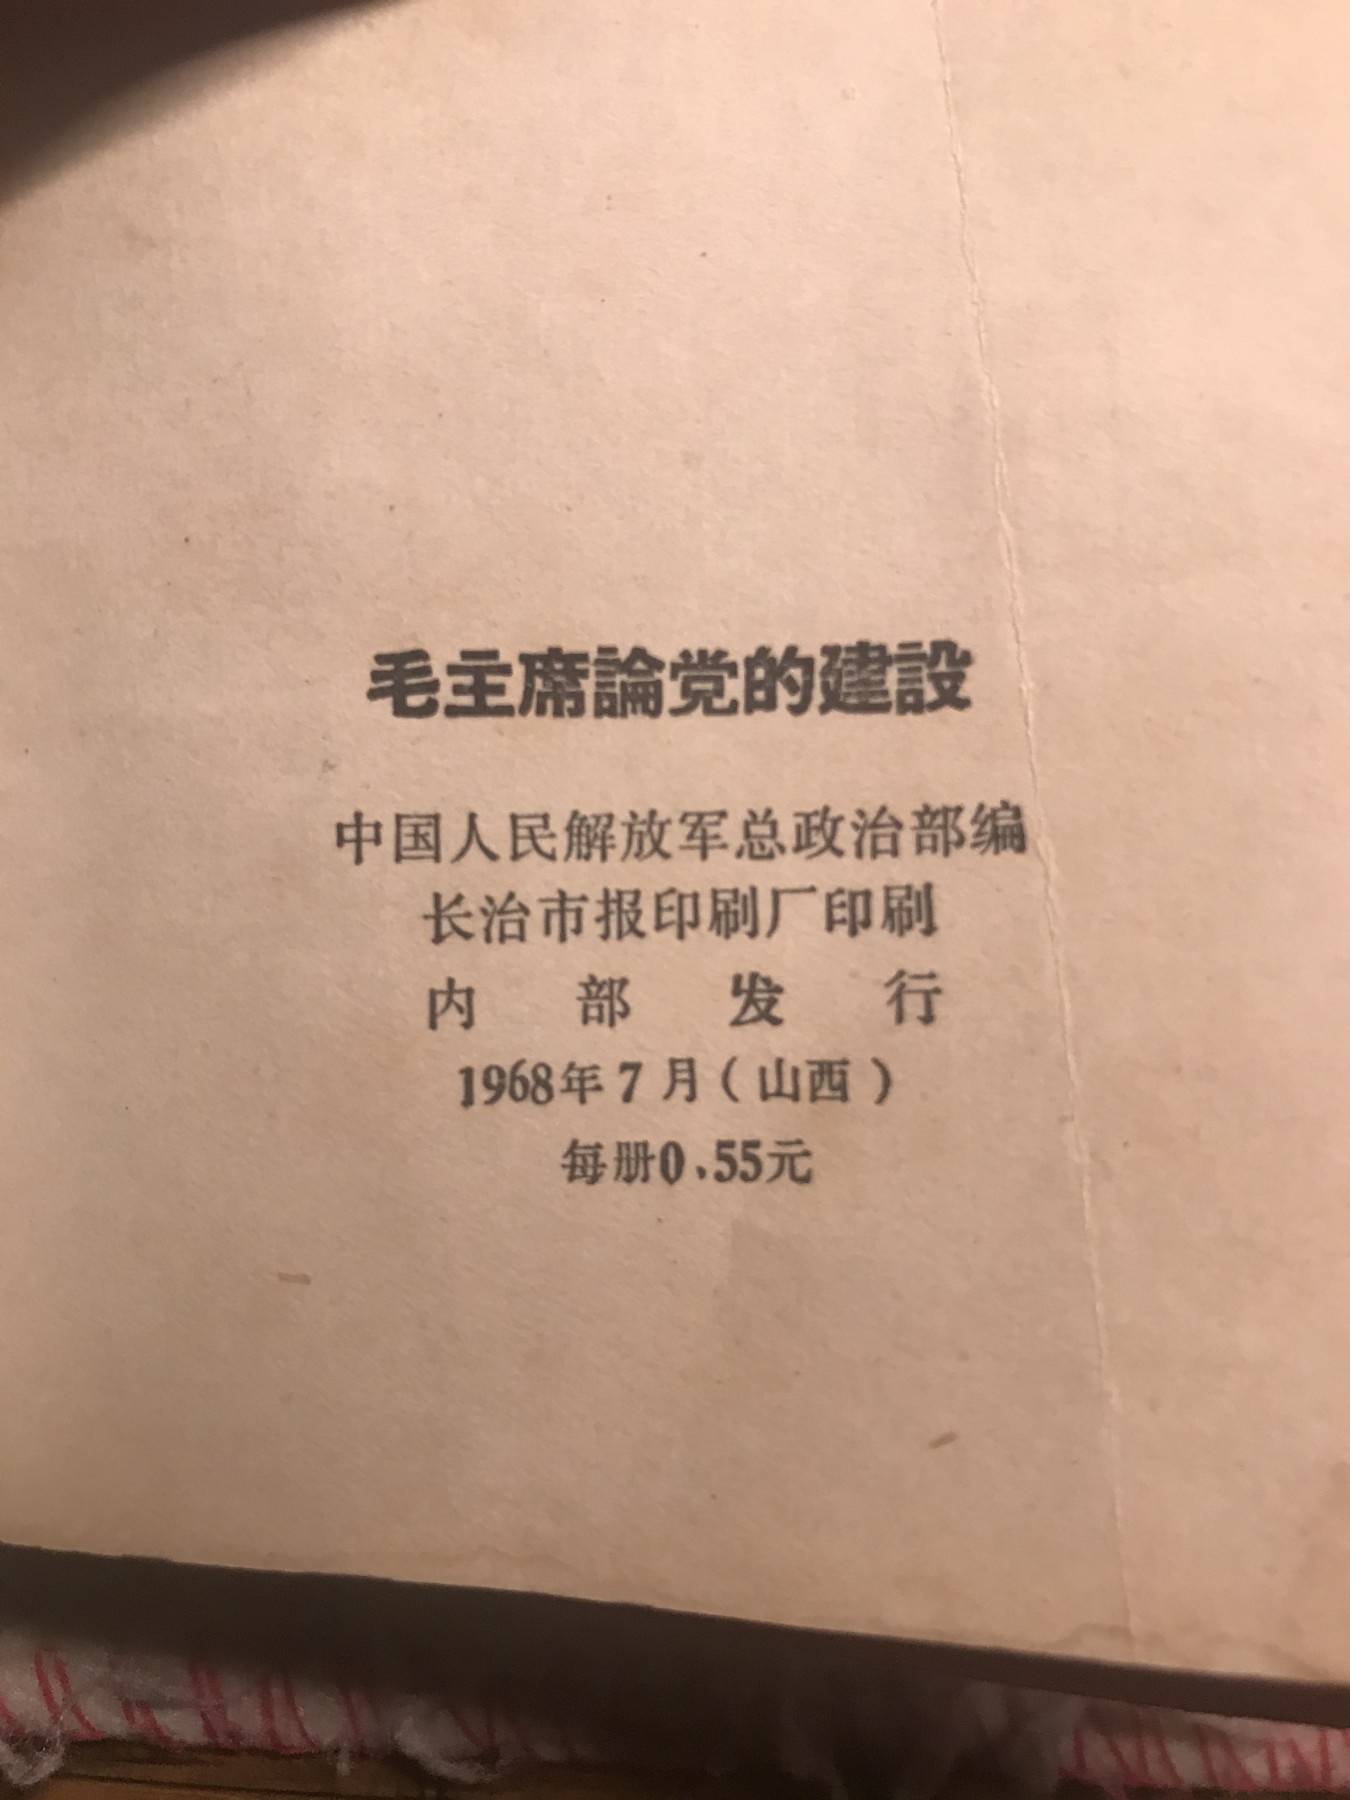 毛主席論党的建設
中国人民解放军总政治部编
长治市报印刷厂印刷
内部发行
1968年7月(山西)
每册0.55元